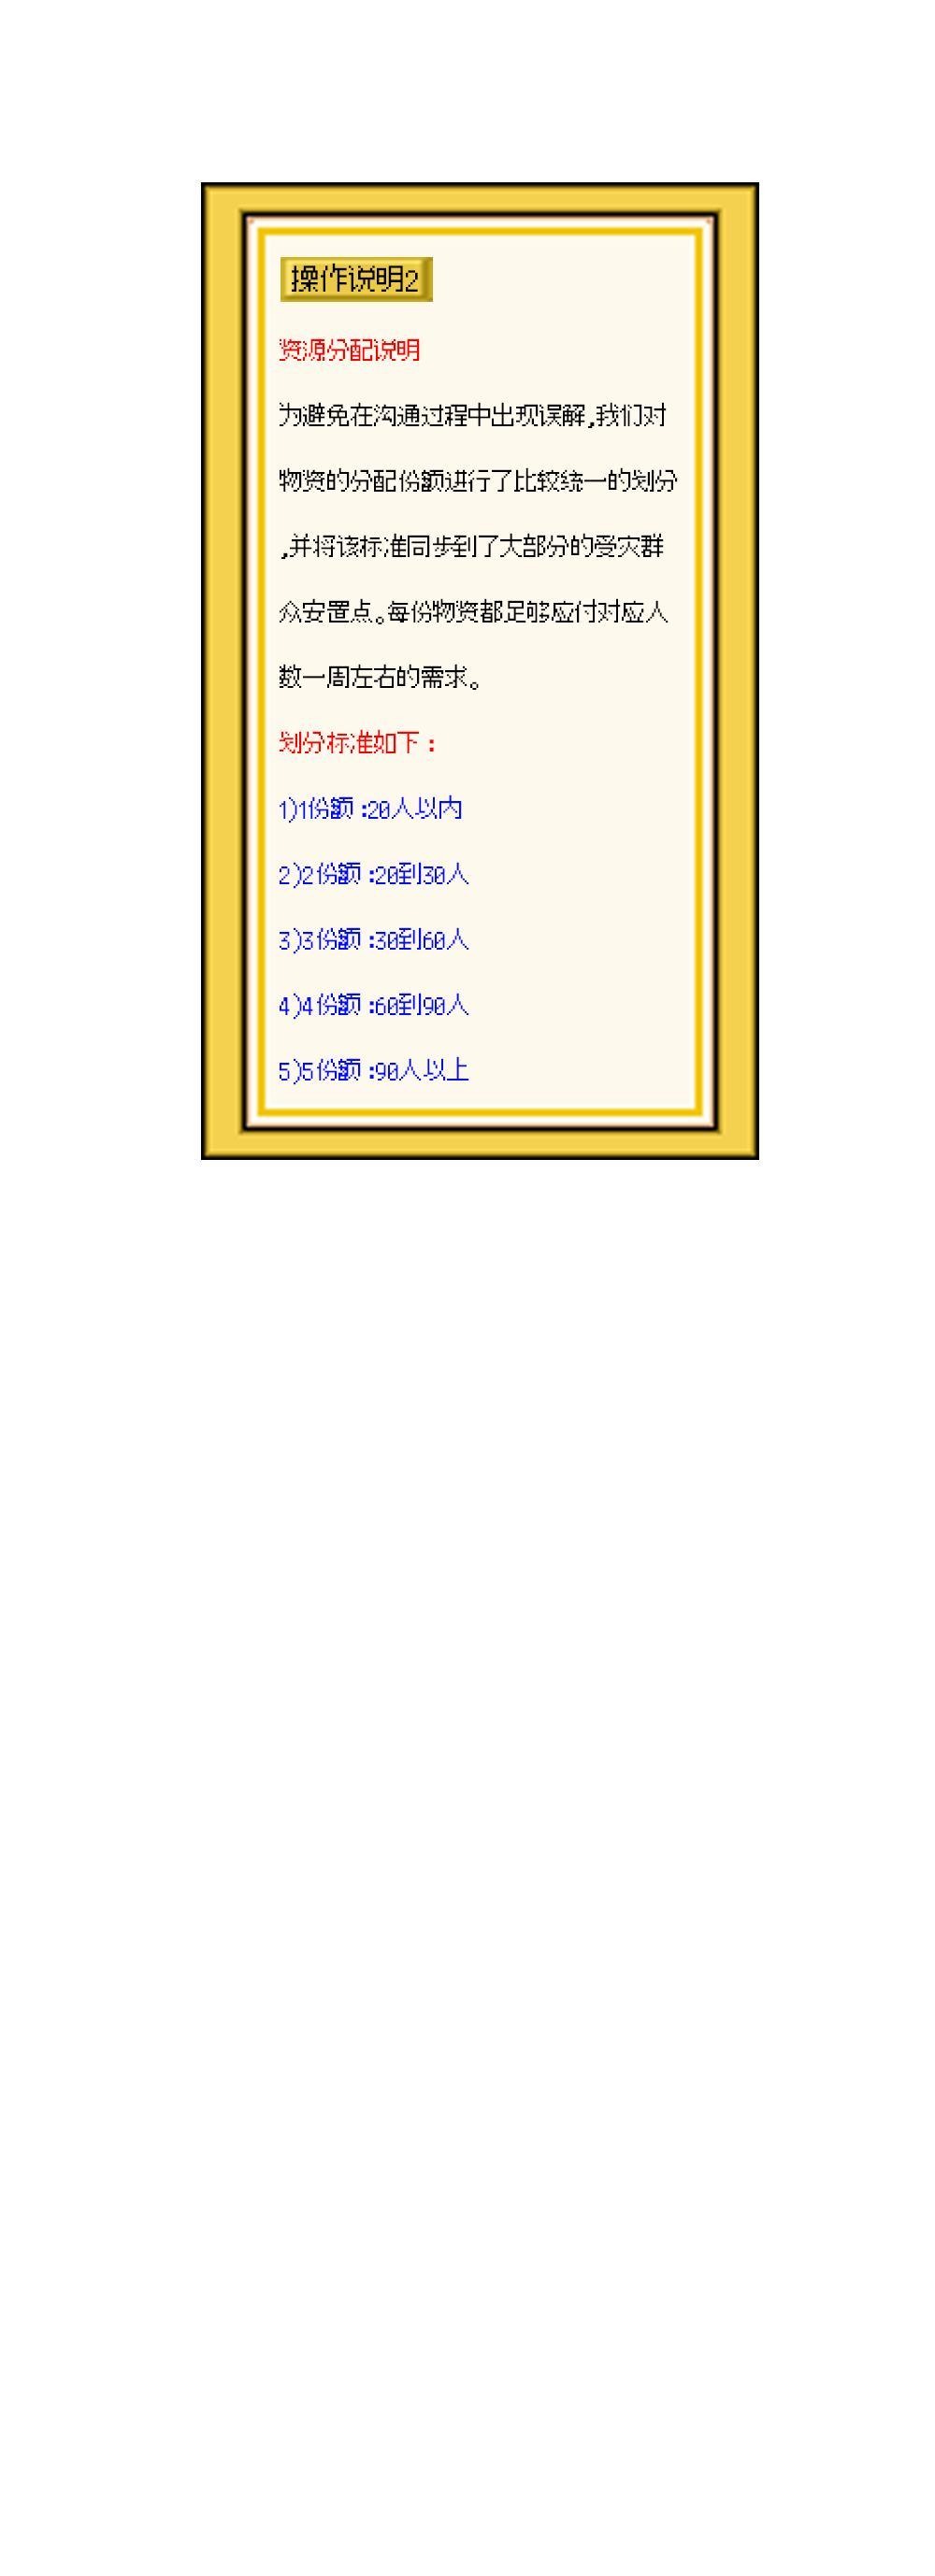 操作说明2
资源分配说明
为避免在沟通过程中出现误解,我们对
物资的分配份额进行了比较统一的划分
,并将该标准同步到了大部分的受灾群
众安置点。每份物资都足够应付对应人
数一周左右的需求。
划分标准如下：
1)1份额:20人以内
2)2份额:20到30人
3)3份额:30到60人
4)4份额:60到90人
5)5份额:90人以上